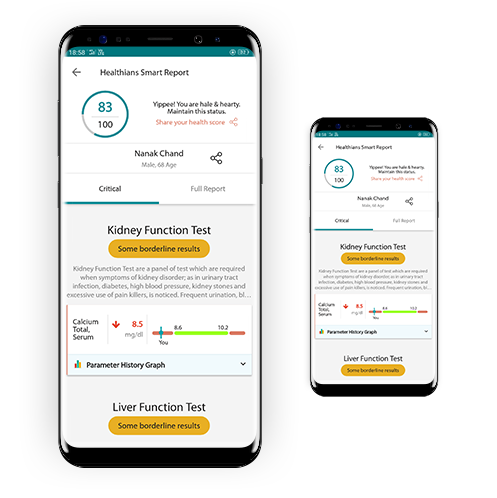 18:58
Healthians Smart Report
83
100
Yippee! You are hale & hearty.
Maintain this status.
Share your health score
Nanak Chand
Male, 68 Age
Critical
Full Report
Kidney Function Test
Some borderline results
Kidney Function Test are a panel of test which are required
when symptoms of kidney disorder; as in urinary tract
infection, diabetes, high blood pressure, kidney stones and
excessive use of pain killers, is noticed. Frequent urination, bl...
Calcium
Total,
Serum
8.5
mg/dl
8.6
10.2
You
Parameter History Graph
Liver Function Test
Some borderline results
18:58
Healthians Smart Report
83
100
Yippee! You are hale & hearty.
Maintain this status.
Share your health score
Nanak Chand
Male, 68 Age
Critical
Full Report
Kidney Function Test
Some borderline results
Kidney Function Test are a panel of test which are required
when symptoms of kidney disorder; as in urinary tract
infection, diabetes, high blood pressure, kidney stones and
excessive use of pain killers, is noticed. Frequent urination, bl...
Calcium
Total,
Serum
8.5
mg/dl
8.6
10.2
You
Parameter History Graph
Liver Function Test
Some borderline results